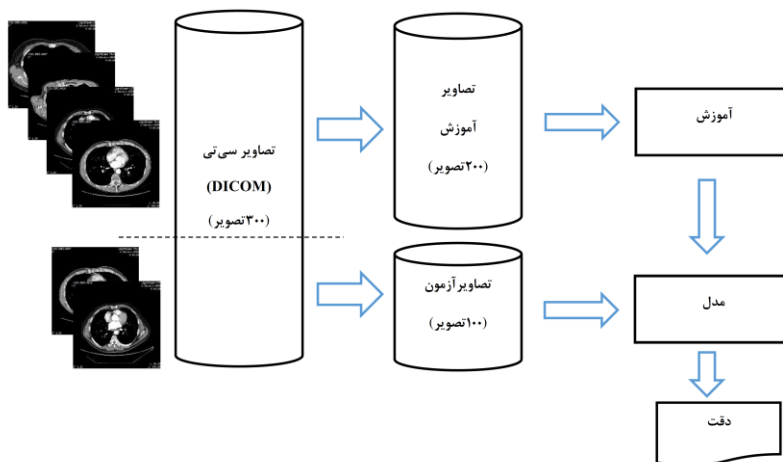 تصاویر سی‌تی
(DICOM)
(۳۰۰تصویر)
تصاویر
آموزش
(۲۰۰تصویر)
آموزش
تصاویرآزمون
(۱۰۰تصویر)
مدل
دقت